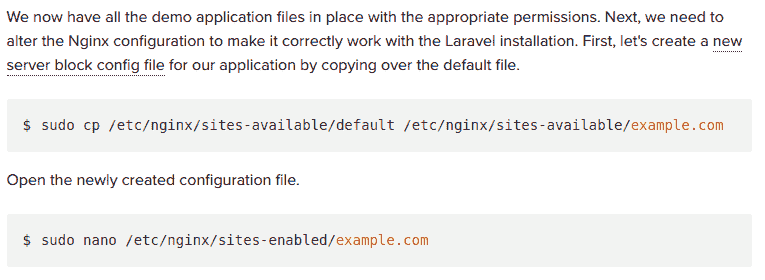 We now have all the demo application files in place with the appropriate permissions. Next, we need to
alter the Nginx configuration to make it correctly work with the Laravel installation. First, let's create a new
server block config file for our application by copying over the default file.
$ sudo cp /etc/nginx/sites-available/default /etc/nginx/sites-available/example.com
Open the newly created configuration file.
$ sudo nano /etc/nginx/sites-enabled/example.com